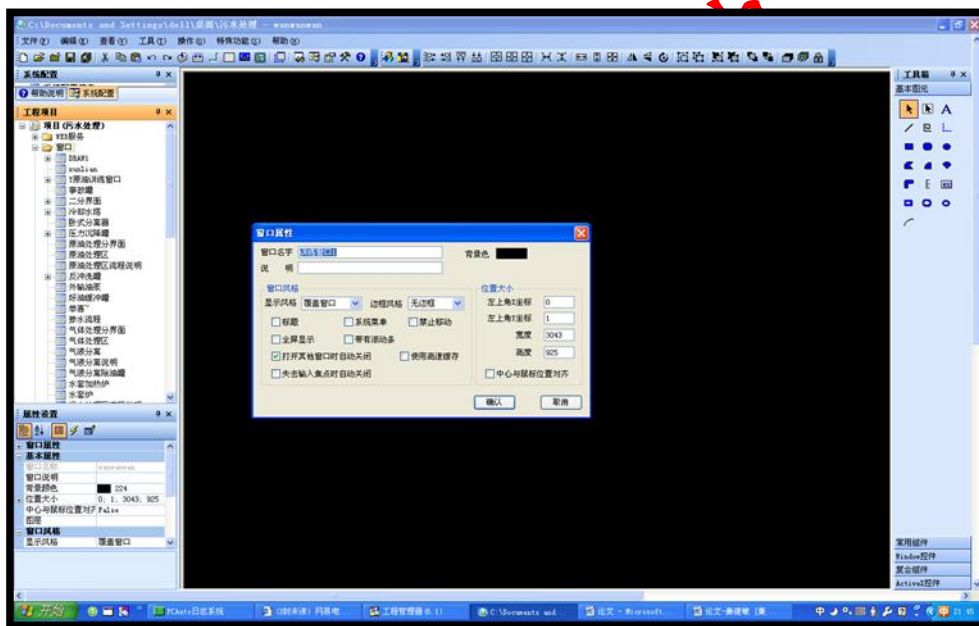 C:\Documents and Settings\dell\桌面\污水处理 - wanwanwan
文件(F) 编辑(E) 查看(V) 工具(T) 操作(O) 特殊功能(S) 帮助(H)
系统配置
帮助说明 系统配置
工程项目
项目(污水处理)
WEB服务
窗口
DRAW1
xunlian
Y原油训练窗口
事故罐
二分界面
冷却水塔
卧式分离器
压力沉降罐
原油处理分界面
原油处理区
原油处理区流程说明
反冲洗罐
外输油泵
好油缓冲罐
恭喜~
掺水流程
气体处理分界面
气体处理区
气液分离
气液分离说明
气液分离除油罐
水套加热炉
水套炉
属性设置
窗口属性
基本属性
窗口名称 wanwanwan
窗口说明
背景颜色 224
位置大小 0; 1; 3043; 925
中心与鼠标位置对齐 False
图层
窗口风格
显示风格 覆盖窗口
窗口属性
窗口名字 训练窗口1 背景色
说 明
窗口风格 位置大小
显示风格 覆盖窗口 边框风格 无边框 左上角X坐标 0
标题 系统菜单 禁止移动 左上角Y坐标 1
全屏显示 带有滚动条 宽度 3043
打开其他窗口时自动关闭 使用高速缓存 高度 925
失去输入焦点时自动关闭 中心与鼠标位置对齐
确认 取消
工具箱
基本图元
常用组件
Windows控件
复合组件
ActiveX控件
开始 PCAuto日志系统 工程管理器(6.1) C:\Documents and... 论文 - Microsoft... 21:45